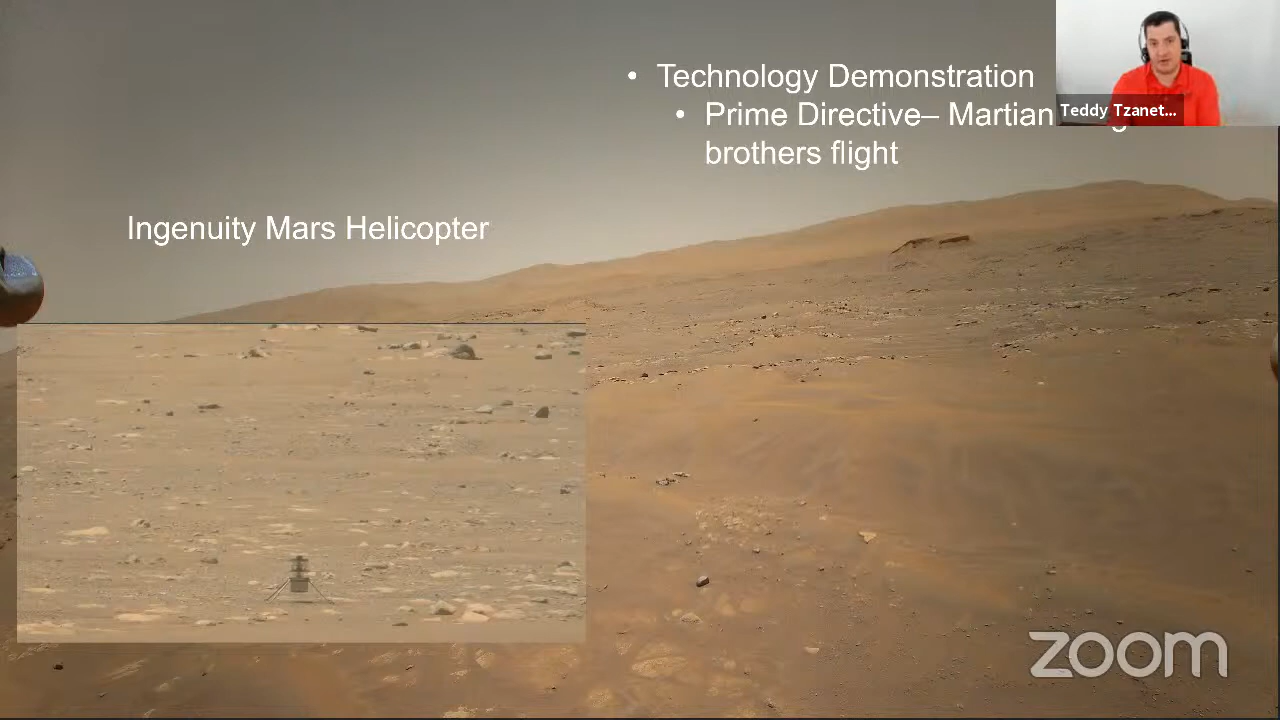 • Technology Demonstration
• Prime Directive– Martian
brothers flight
Teddy Tzanet...
Ingenuity Mars Helicopter
zoom